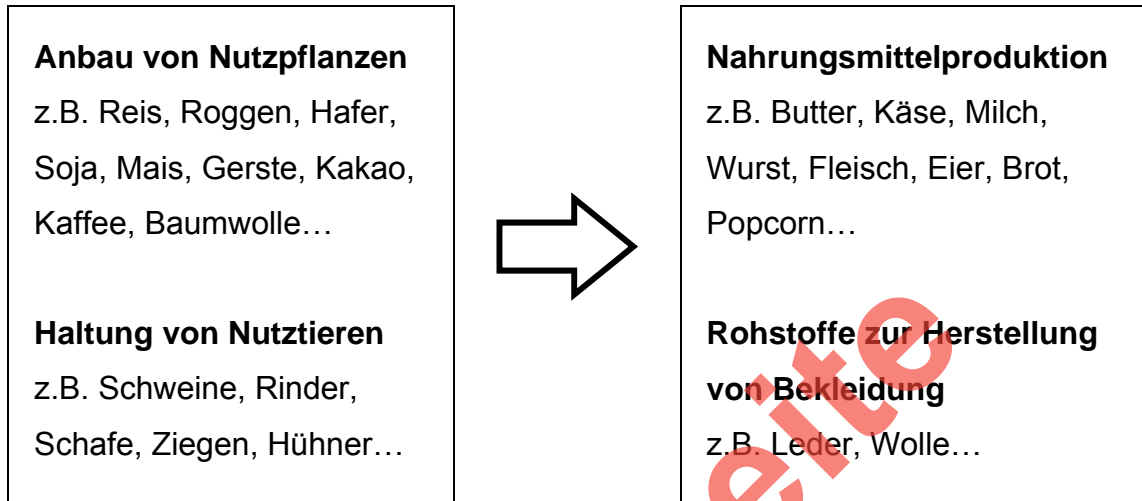 Anbau von Nutzpflanzen
z.B. Reis, Roggen, Hafer,
Soja, Mais, Gerste, Kakao,
Kaffee, Baumwolle…
Haltung von Nutztieren
z.B. Schweine, Rinder,
Schafe, Ziegen, Hühner…
Nahrungsmittelproduktion
z.B. Butter, Käse, Milch,
Wurst, Fleisch, Eier, Brot,
Popcorn…
Rohstoffe zur Herstellung
von Bekleidung
z.B. Leder, Wolle…
eite